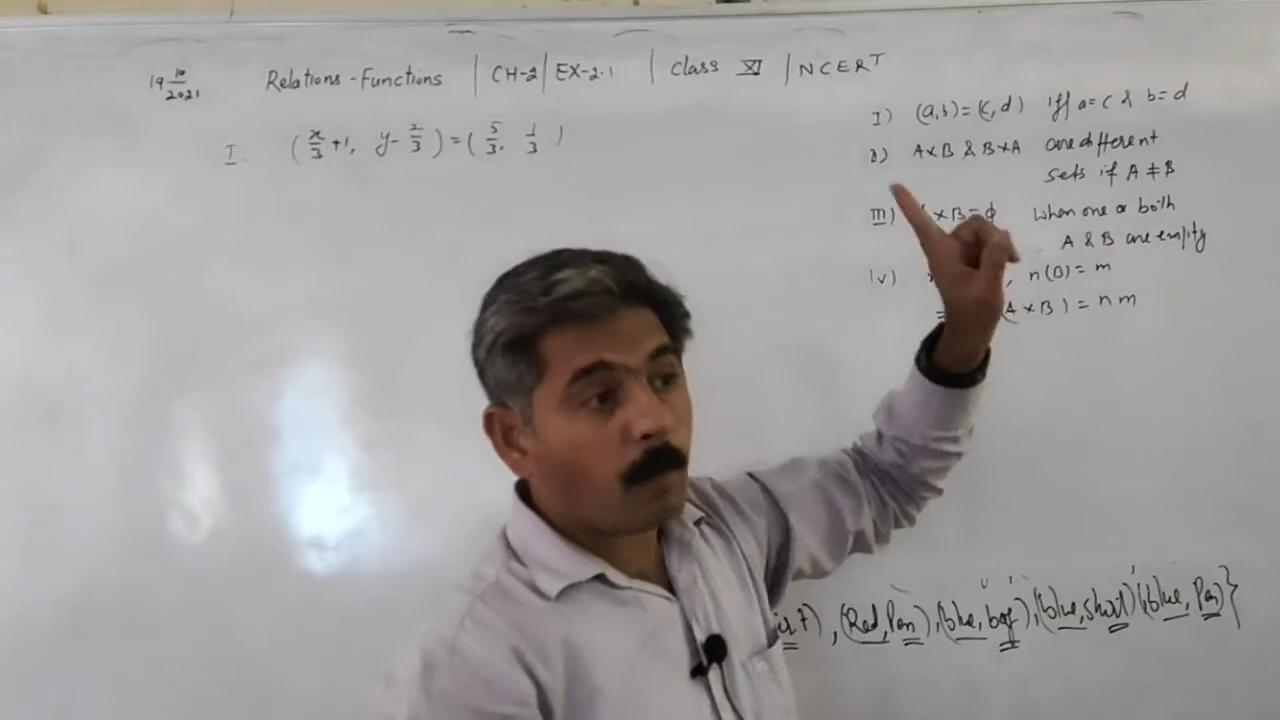 19 10/2021 Relations-Functions | CH-2 | EX-2.1 | Class XI | NCERT
I. (x/3 +1, y- 2/3) = (5/3, 1/3)
I) (a,b)=(c,d) iff a=c & b=d
II) A×B & B×A are different
sets if A≠B
III) ×B=φ when one or both
A & B are empty
IV) , n(B)= m
= A×B) = nm
), (Red,Pen),(blue,bag),(blue,shirt),(blue,Pen)}